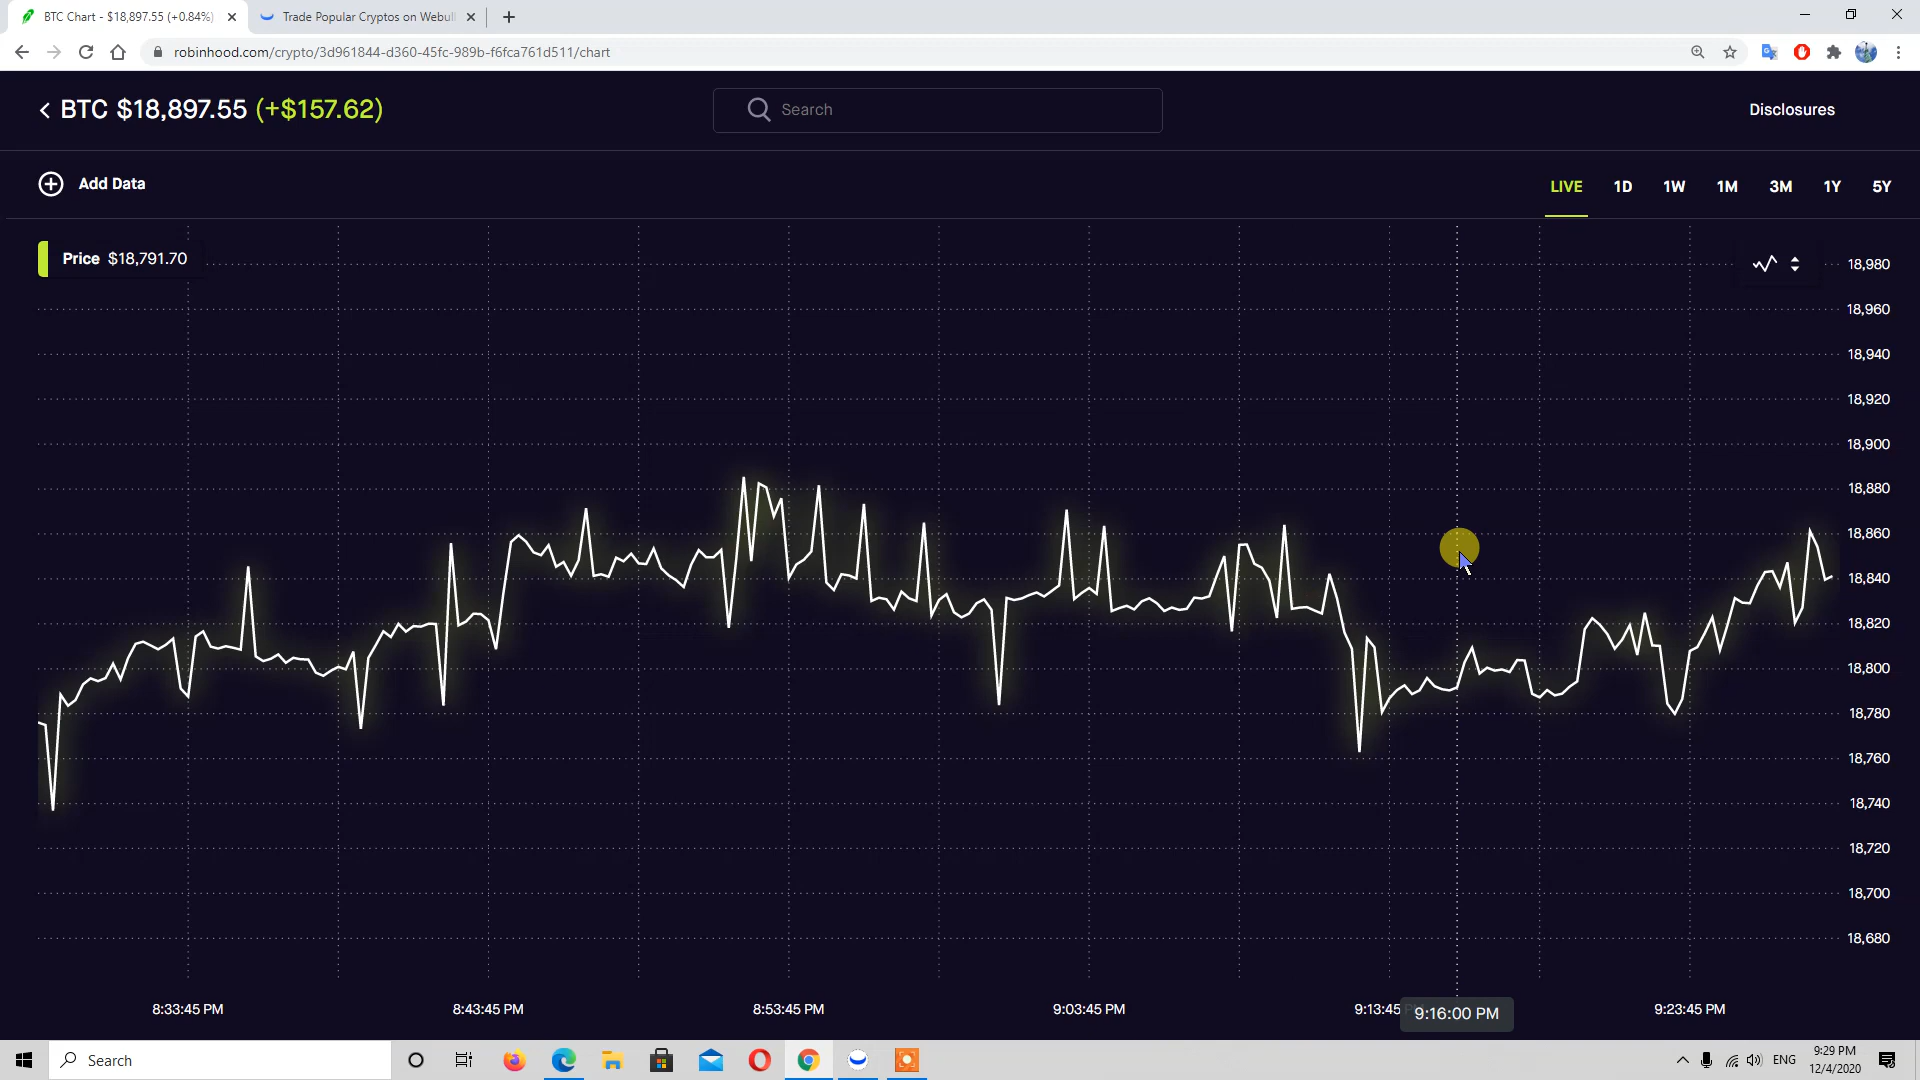 BTC Chart - $18,897.55 (+0.84%)
Trade Popular Cryptos on Webull
robinhood.com/crypto/3d961844-d360-45fc-989b-f6fca761d511/chart
BTC $18,897.55 (+$157.62)
Search
Disclosures
Add Data
LIVE 1D 1W 1M 3M 1Y 5Y
Price $18,791.70
18,980
18,960
18,940
18,920
18,900
18,880
18,860
18,840
18,820
18,800
18,780
18,760
18,740
18,720
18,700
18,680
8:33:45 PM 8:43:45 PM 8:53:45 PM 9:03:45 PM 9:13:45 9:16:00 PM 9:23:45 PM
Search
ENG
9:29 PM
12/4/2020